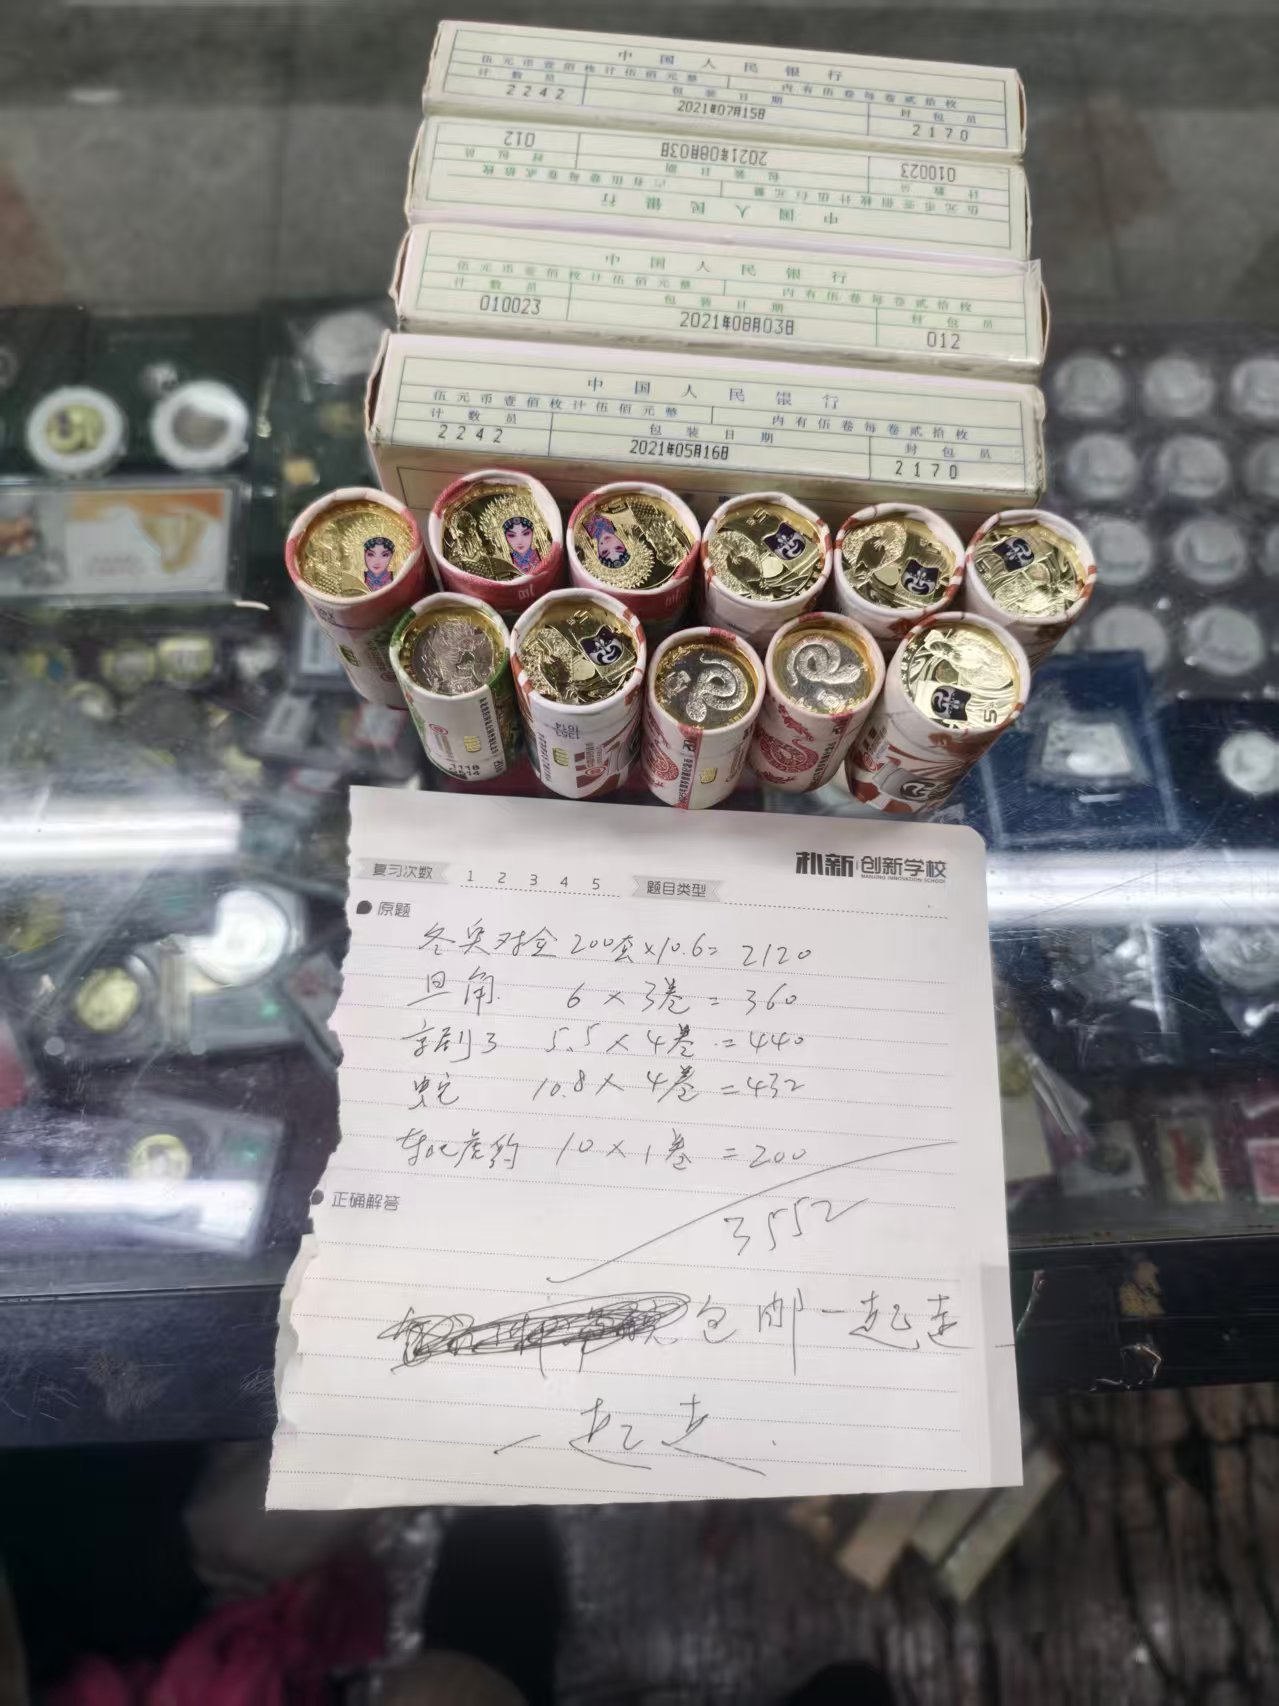 中国人民银行
伍元币壹佰枚计伍佰元整 内有伍卷每卷贰拾枚
计数员 包装日期 封包员
2242 2021年07月15日 2170
中国人民银行
伍元币壹佰枚计伍佰元整 内有伍卷每卷贰拾枚
计数员 包装日期 封包员
010023 2021年08月03日 012
中国人民银行
伍元币壹佰枚计伍佰元整 内有伍卷每卷贰拾枚
计数员 包装日期 封包员
010023 2021年08月03日 012
中国人民银行
伍元币壹佰枚计伍佰元整 内有伍卷每卷贰拾枚
计数员 包装日期 封包员
2242 2021年05月16日 2170
朴新 创新学校
NANJING INNOVATION SCHOOL
复习次数 1 2 3 4 5 题目类型
原题
冬奥对金 200套×10.6=2120
旦角 6×3卷=360
京剧3 5.5×4卷=440
蛇 10.8×4卷=432
东北虎豹 10×1卷=200
正确解答
3552
包邮一起走
一起走.